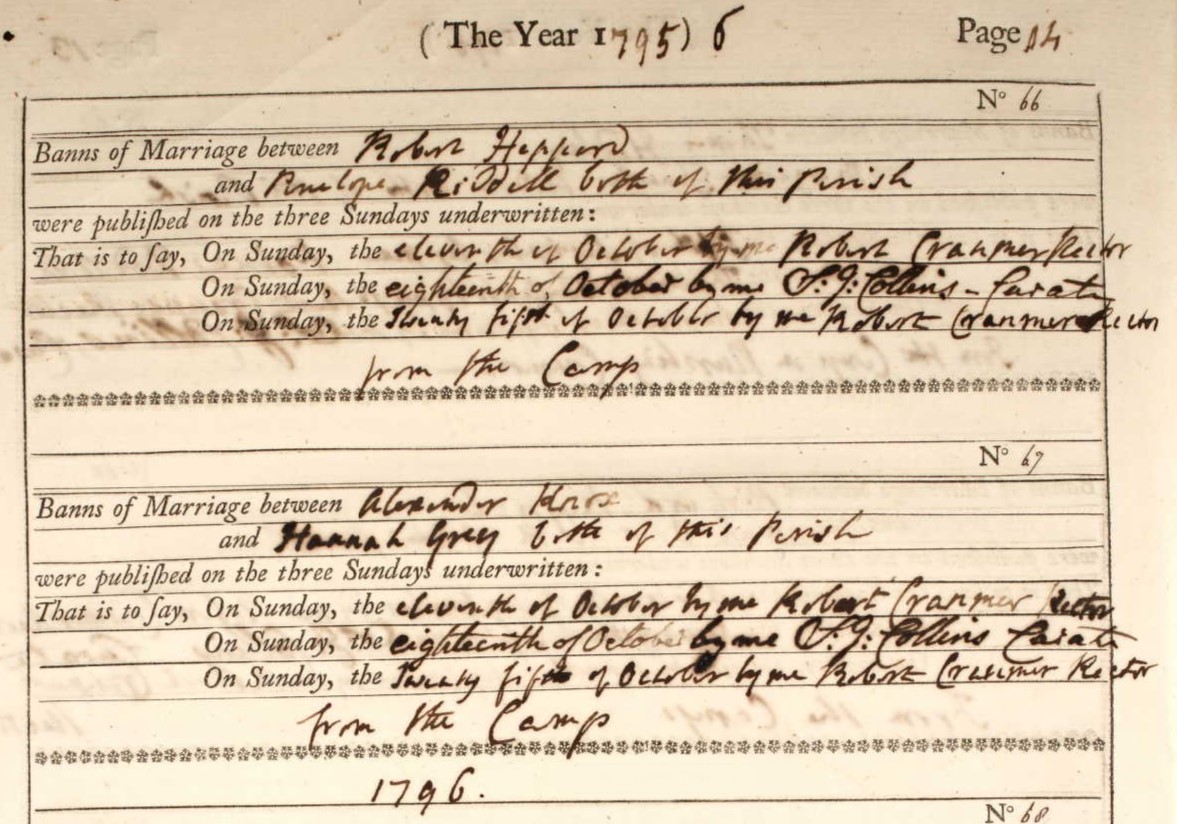 ( The Year 1795) 6 Page 14
N° 66
Banns of Marriage between Robert Heppard
and Penelope Riddell both of this Parish
were publiſhed on the three Sundays underwritten:
That is to ſay, On Sunday, the eleventh of October by me Robert Cranmer Rector
On Sunday, the eighteenth of October by me S. J. Collins - Curate
On Sunday, the Twenty fifth of October by me Robert Cranmer Rector
from the Camp
N° 67
Banns of Marriage between Alexander Knox
and Hannah Grey both of this Parish
were publiſhed on the three Sundays underwritten:
That is to ſay, On Sunday, the eleventh of October by me Robert Cranmer Rector
On Sunday, the eighteenth of October by me S. J. Collins Curate
On Sunday, the Twenty fifth of October by me Robert Cranmer Rector
from the Camp
1796.
N° 68